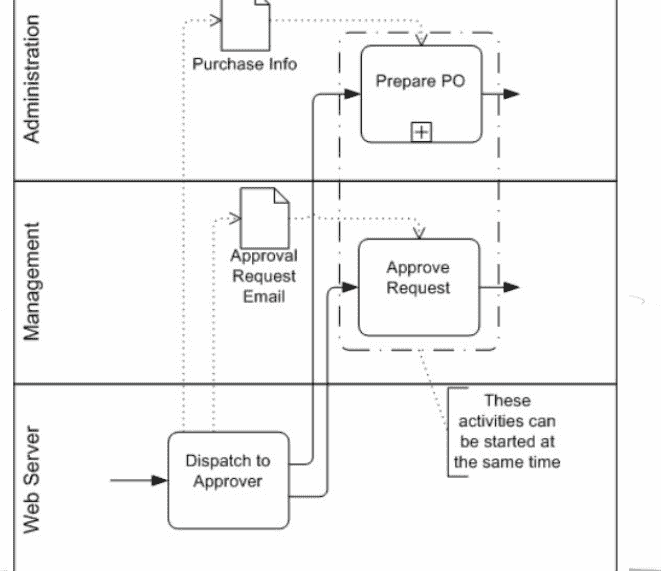 Administration
Purchase Info
Prepare PO
Management
Approval
Request
Email
Approve
Request
Web Server
Dispatch to
Approver
These
activities can
be started at
the same time